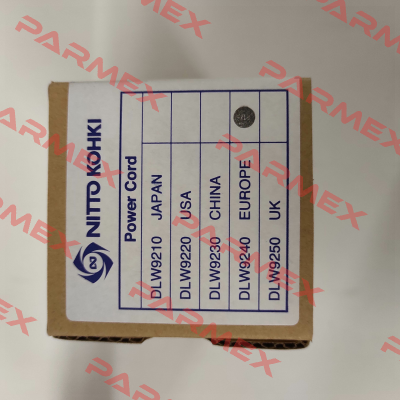 NITTO KOHKI
Power Cord
DLW9210 JAPAN
DLW9220 USA
DLW9230 CHINA
DLW9240 EUROPE
DLW9250 UK
PARMEX
PARMEX
PARMEX
PARMEX
PARMEX